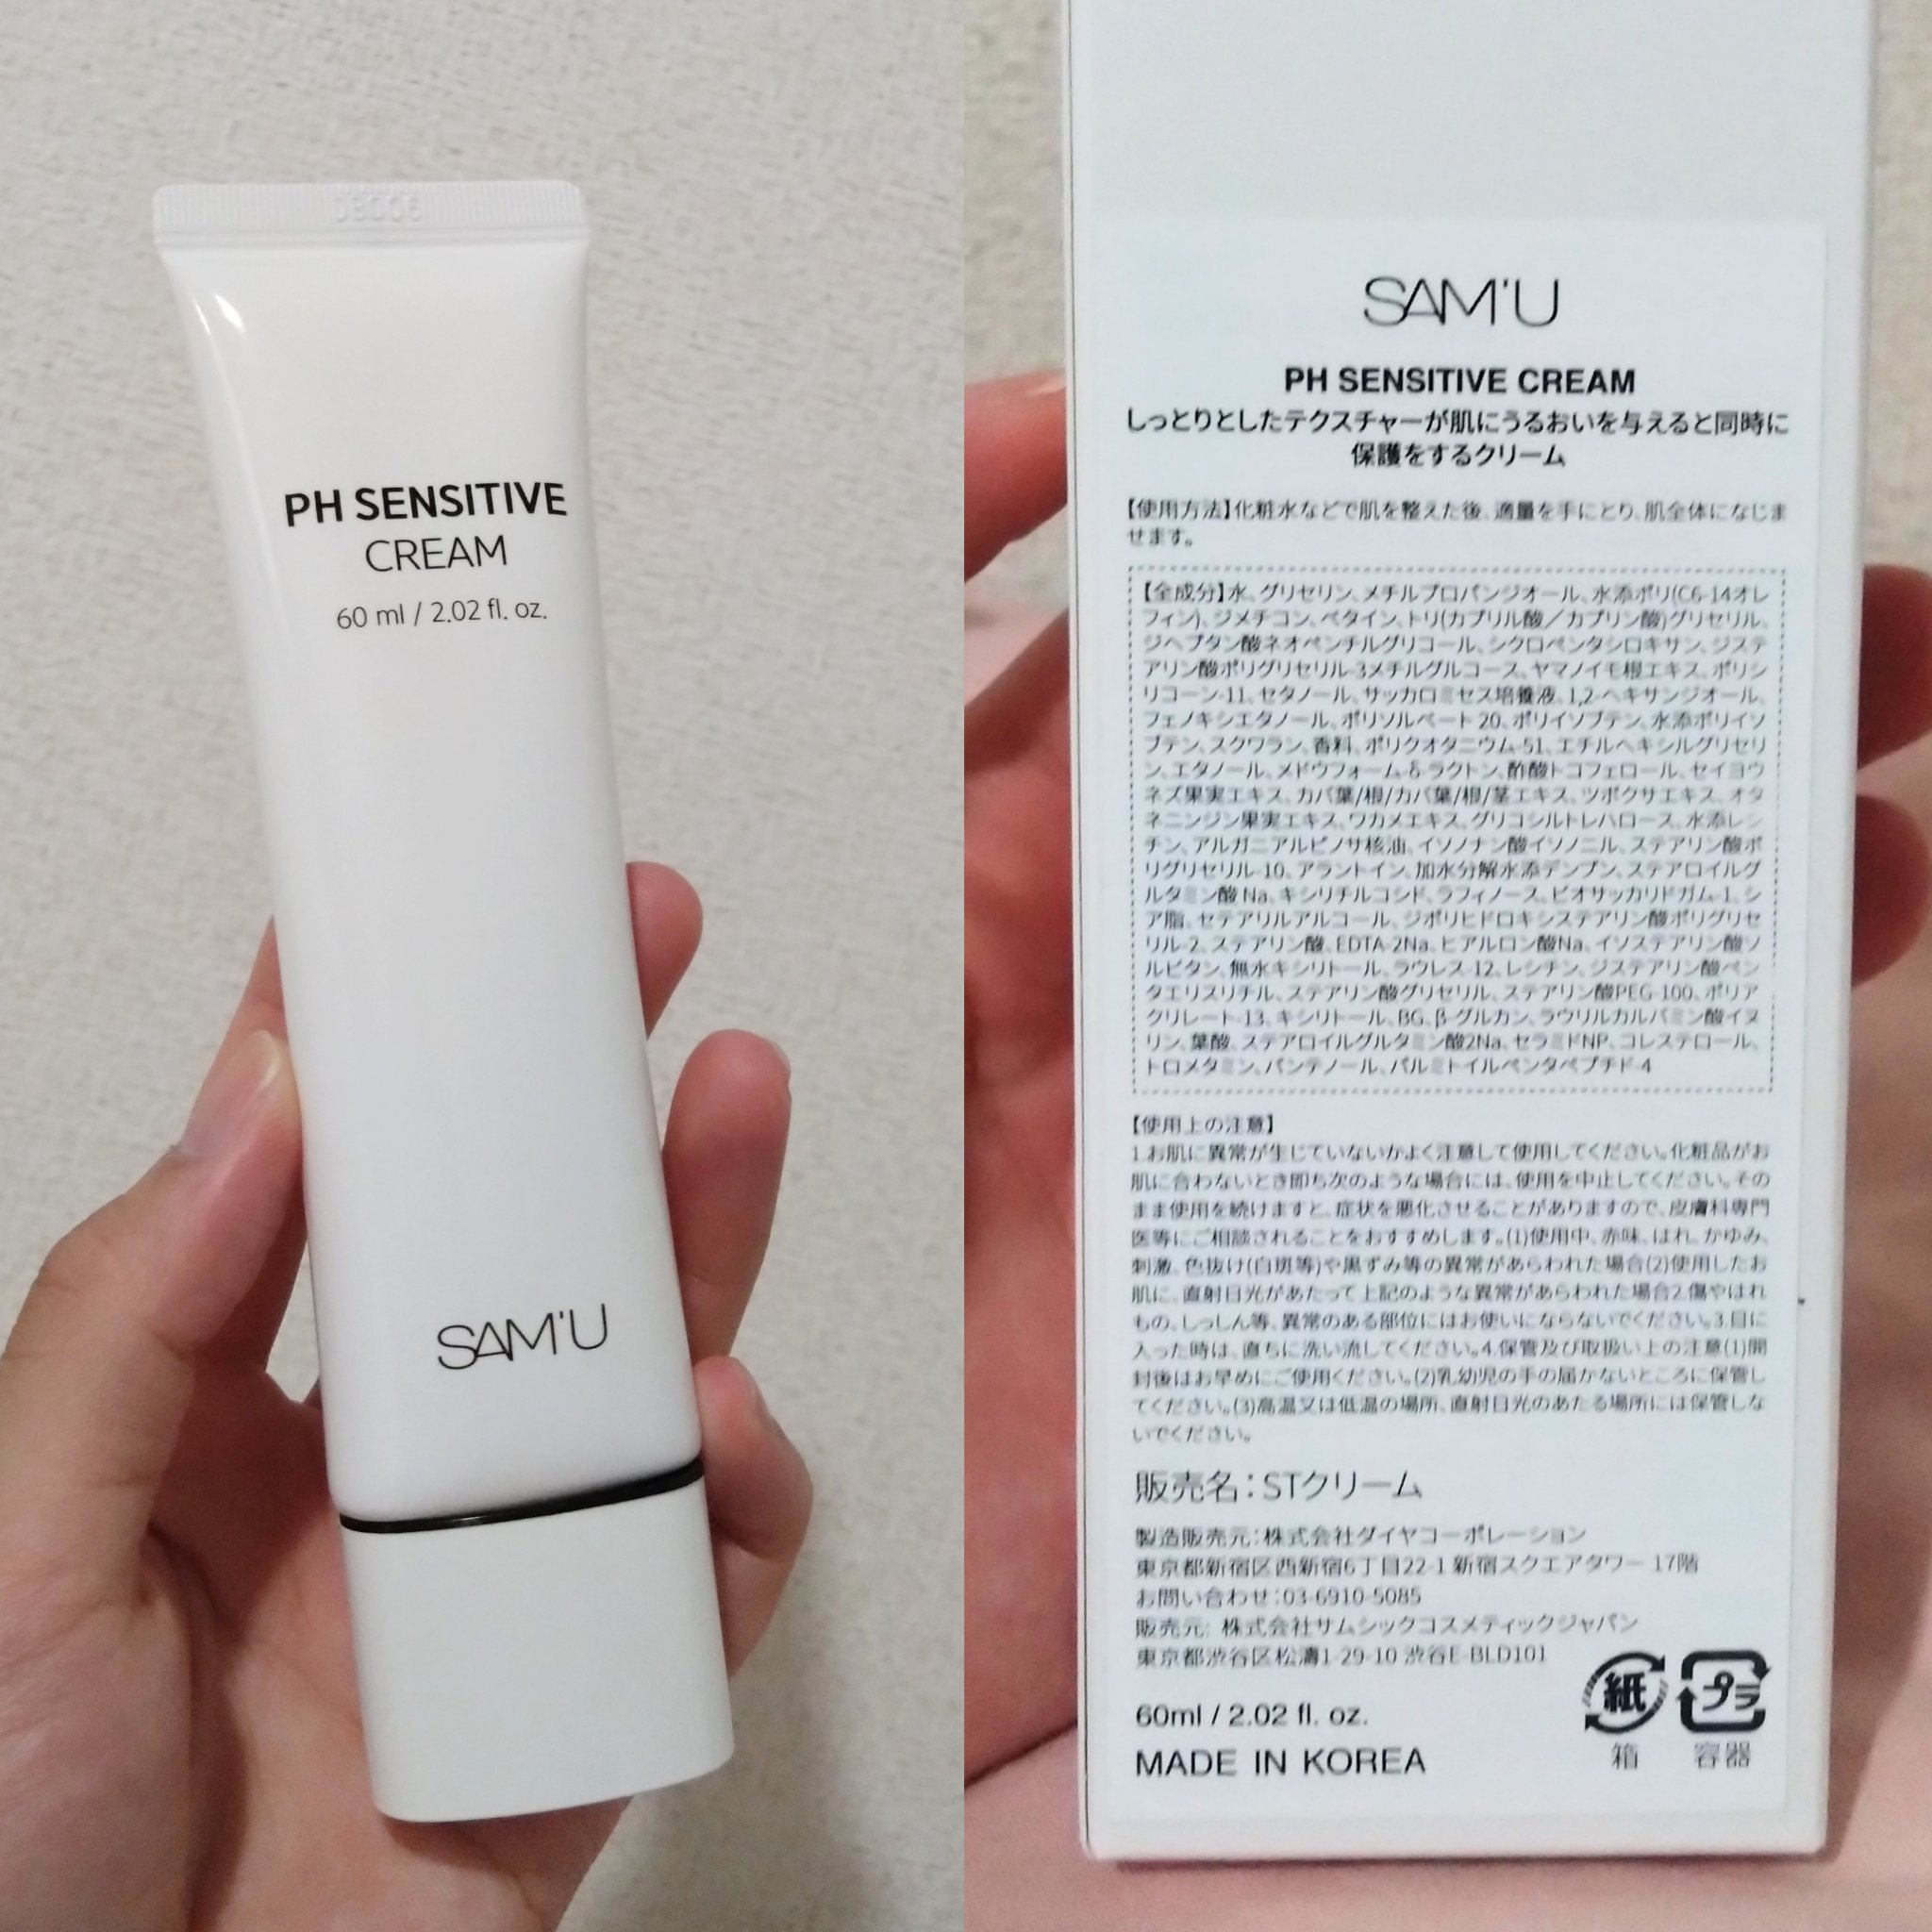 PH SENSITIVE
CREAM
60 ml / 2.02 fl. oz.
SAM'U
SAM'U
PH SENSITIVE CREAM
しっとりとしたテクスチャーが肌にうるおいを与えると同時に
保護をするクリーム
【使用方法】化粧水などで肌を整えた後、適量を手にとり、肌全体になじま
せます。
【全成分】水、グリセリン、メチルプロパンジオール、水添ポリ(C6-14オレ
フィン)、ジメチコン、ベタイン、トリ(カプリル酸／カプリン酸)グリセリル、
ジヘプタン酸ネオペンチルグリコール、シクロペンタシロキサン、ジステ
アリン酸ポリグリセリル-3メチルグルコース、ヤマノイモ根エキス、ポリシ
リコーン-11、セタノール、サッカロミセス培養液、1,2-ヘキサンジオール、
フェノキシエタノール、ポリソルベート 20、ポリイソブテン、水添ポリイソ
ブテン、スクワラン、香料、ポリクオタニウム-51、エチルヘキシルグリセリ
ン、エタノール、メドウフォーム-δ-ラクトン、酢酸トコフェロール、セイヨウ
ネズ果実エキス、カバ葉/根/カバ葉/根/茎エキス、ツボクサエキス、オタ
ネニンジン果実エキス、ワカメエキス、グリコシルトレハロース、水添レシ
チン、アルガニアルピノサ核油、イソノナン酸イソノニル、ステアリン酸ポ
リグリセリル-10、アラントイン、加水分解水添デンプン、ステアロイルグ
ルタミン酸 Na、キシリチルコシド、ラフィノース、ビオサッカリドガム-1、シ
ア脂、セテアリルアルコール、ジポリヒドロキシステアリン酸ポリグリセ
リル-2、ステアリン酸、EDTA-2Na、ヒアルロン酸Na、イソステアリン酸ソ
ルビタン、無水キシリトール、ラウレス-12、レシチン、ジステアリン酸ペン
タエリスリチル、ステアリン酸グリセリル、ステアリン酸PEG-100、ポリア
クリレート-13、キシリトール、BG、β-グルカン、ラウリルカルバミン酸イヌ
リン、葉酸、ステアロイルグルタミン酸2Na、セラミドNP、コレステロール、
トロメタミン、パンテノール、パルミトイルペンタペプチド-4
【使用上の注意】
1.お肌に異常が生じていないかよく注意して使用してください。化粧品がお
肌に合わないとき即ち次のような場合には、使用を中止してください。その
まま使用を続けますと、症状を悪化させることがありますので、皮膚科専門
医等にご相談されることをおすすめします。(1)使用中、赤味、はれ、かゆみ、
刺激、色抜け(白斑等)や黒ずみ等の異常があらわれた場合(2)使用したお
肌に、直射日光があたって上記のような異常があらわれた場合2.傷やはれ
もの、しっしん等、異常のある部位にはお使いにならないでください。3.目に
入った時は、直ちに洗い流してください。4.保管及び取扱い上の注意(1)開
封後はお早めにご使用ください。(2)乳幼児の手の届かないところに保管し
てください。(3)高温又は低温の場所、直射日光のあたる場所には保管しな
いでください。
販売名：STクリーム
製造販売元：株式会社ダイヤコーポレーション
東京都新宿区西新宿6丁目22-1 新宿スクエアタワー 17階
お問い合わせ：03-6910-5085
販売元: 株式会社サムシックコスメティックジャパン
東京都渋谷区松濤1-29-10 渋谷E-BLD101
60ml / 2.02 fl. oz.
MADE IN KOREA
紙 プラ
箱 容器